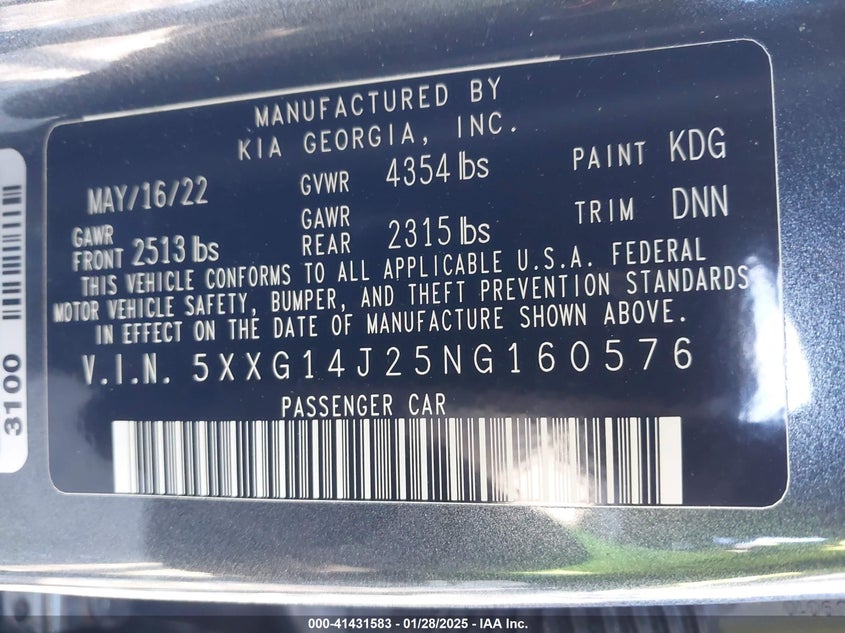 MANUFACTURED BY
KIA GEORGIA, INC.
MAY/16/22 GVWR 4354 lbs PAINT KDG
GAWR FRONT 2513 lbs GAWR REAR 2315 lbs TRIM DNN
THIS VEHICLE CONFORMS TO ALL APPLICABLE U.S.A. FEDERAL
MOTOR VEHICLE SAFETY, BUMPER, AND THEFT PREVENTION STANDARDS
IN EFFECT ON THE DATE OF MANUFACTURE SHOWN ABOVE.
V.I.N. 5XXG14J25NG160576
PASSENGER CAR
3100
000-41431583 - 01/28/2025 - IAA Inc.